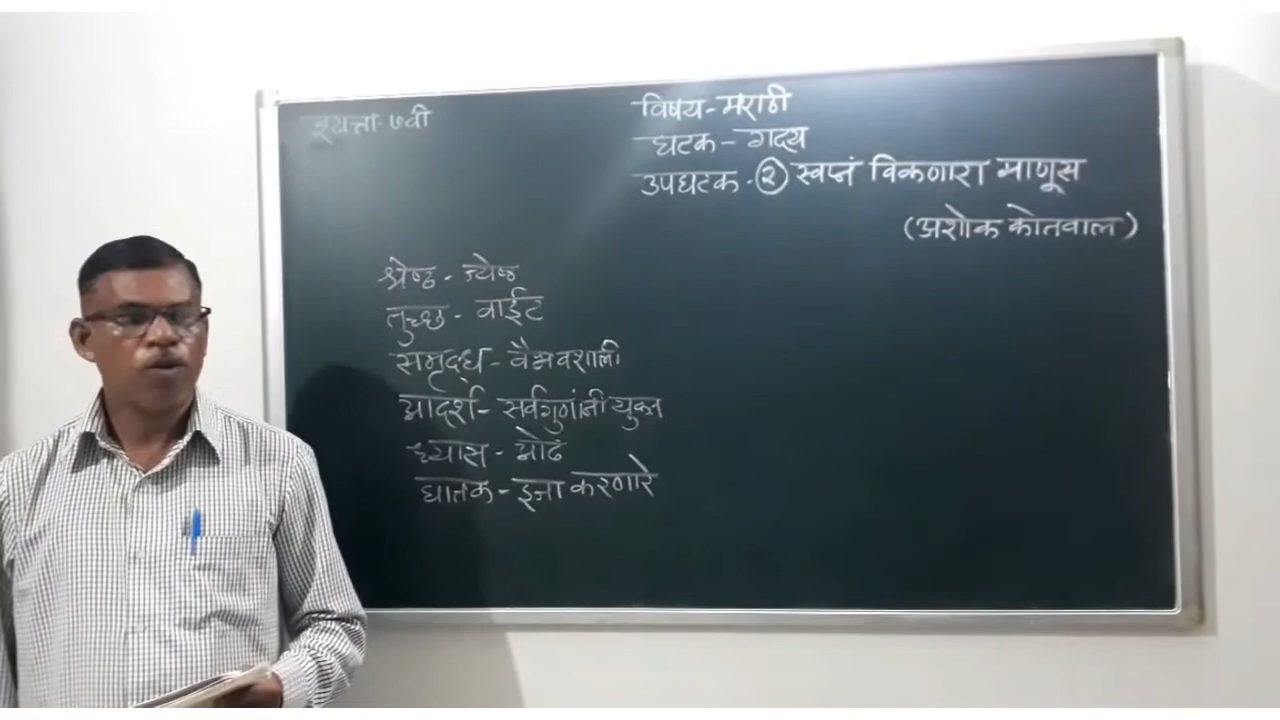 इयत्ता-७वी
विषय-मराठी
घटक-गद्य
उपघटक-२ स्वप्नं विकणारा माणूस
(अशोक कोतवाल)
श्रेष्ठ-ज्येष्ठ
तुच्छ-वाईट
समृद्ध-वैभवशाली
आदर्श-सर्वगुणांनी युक्त
ध्यास-ओढ
घातक-इजा करणारे